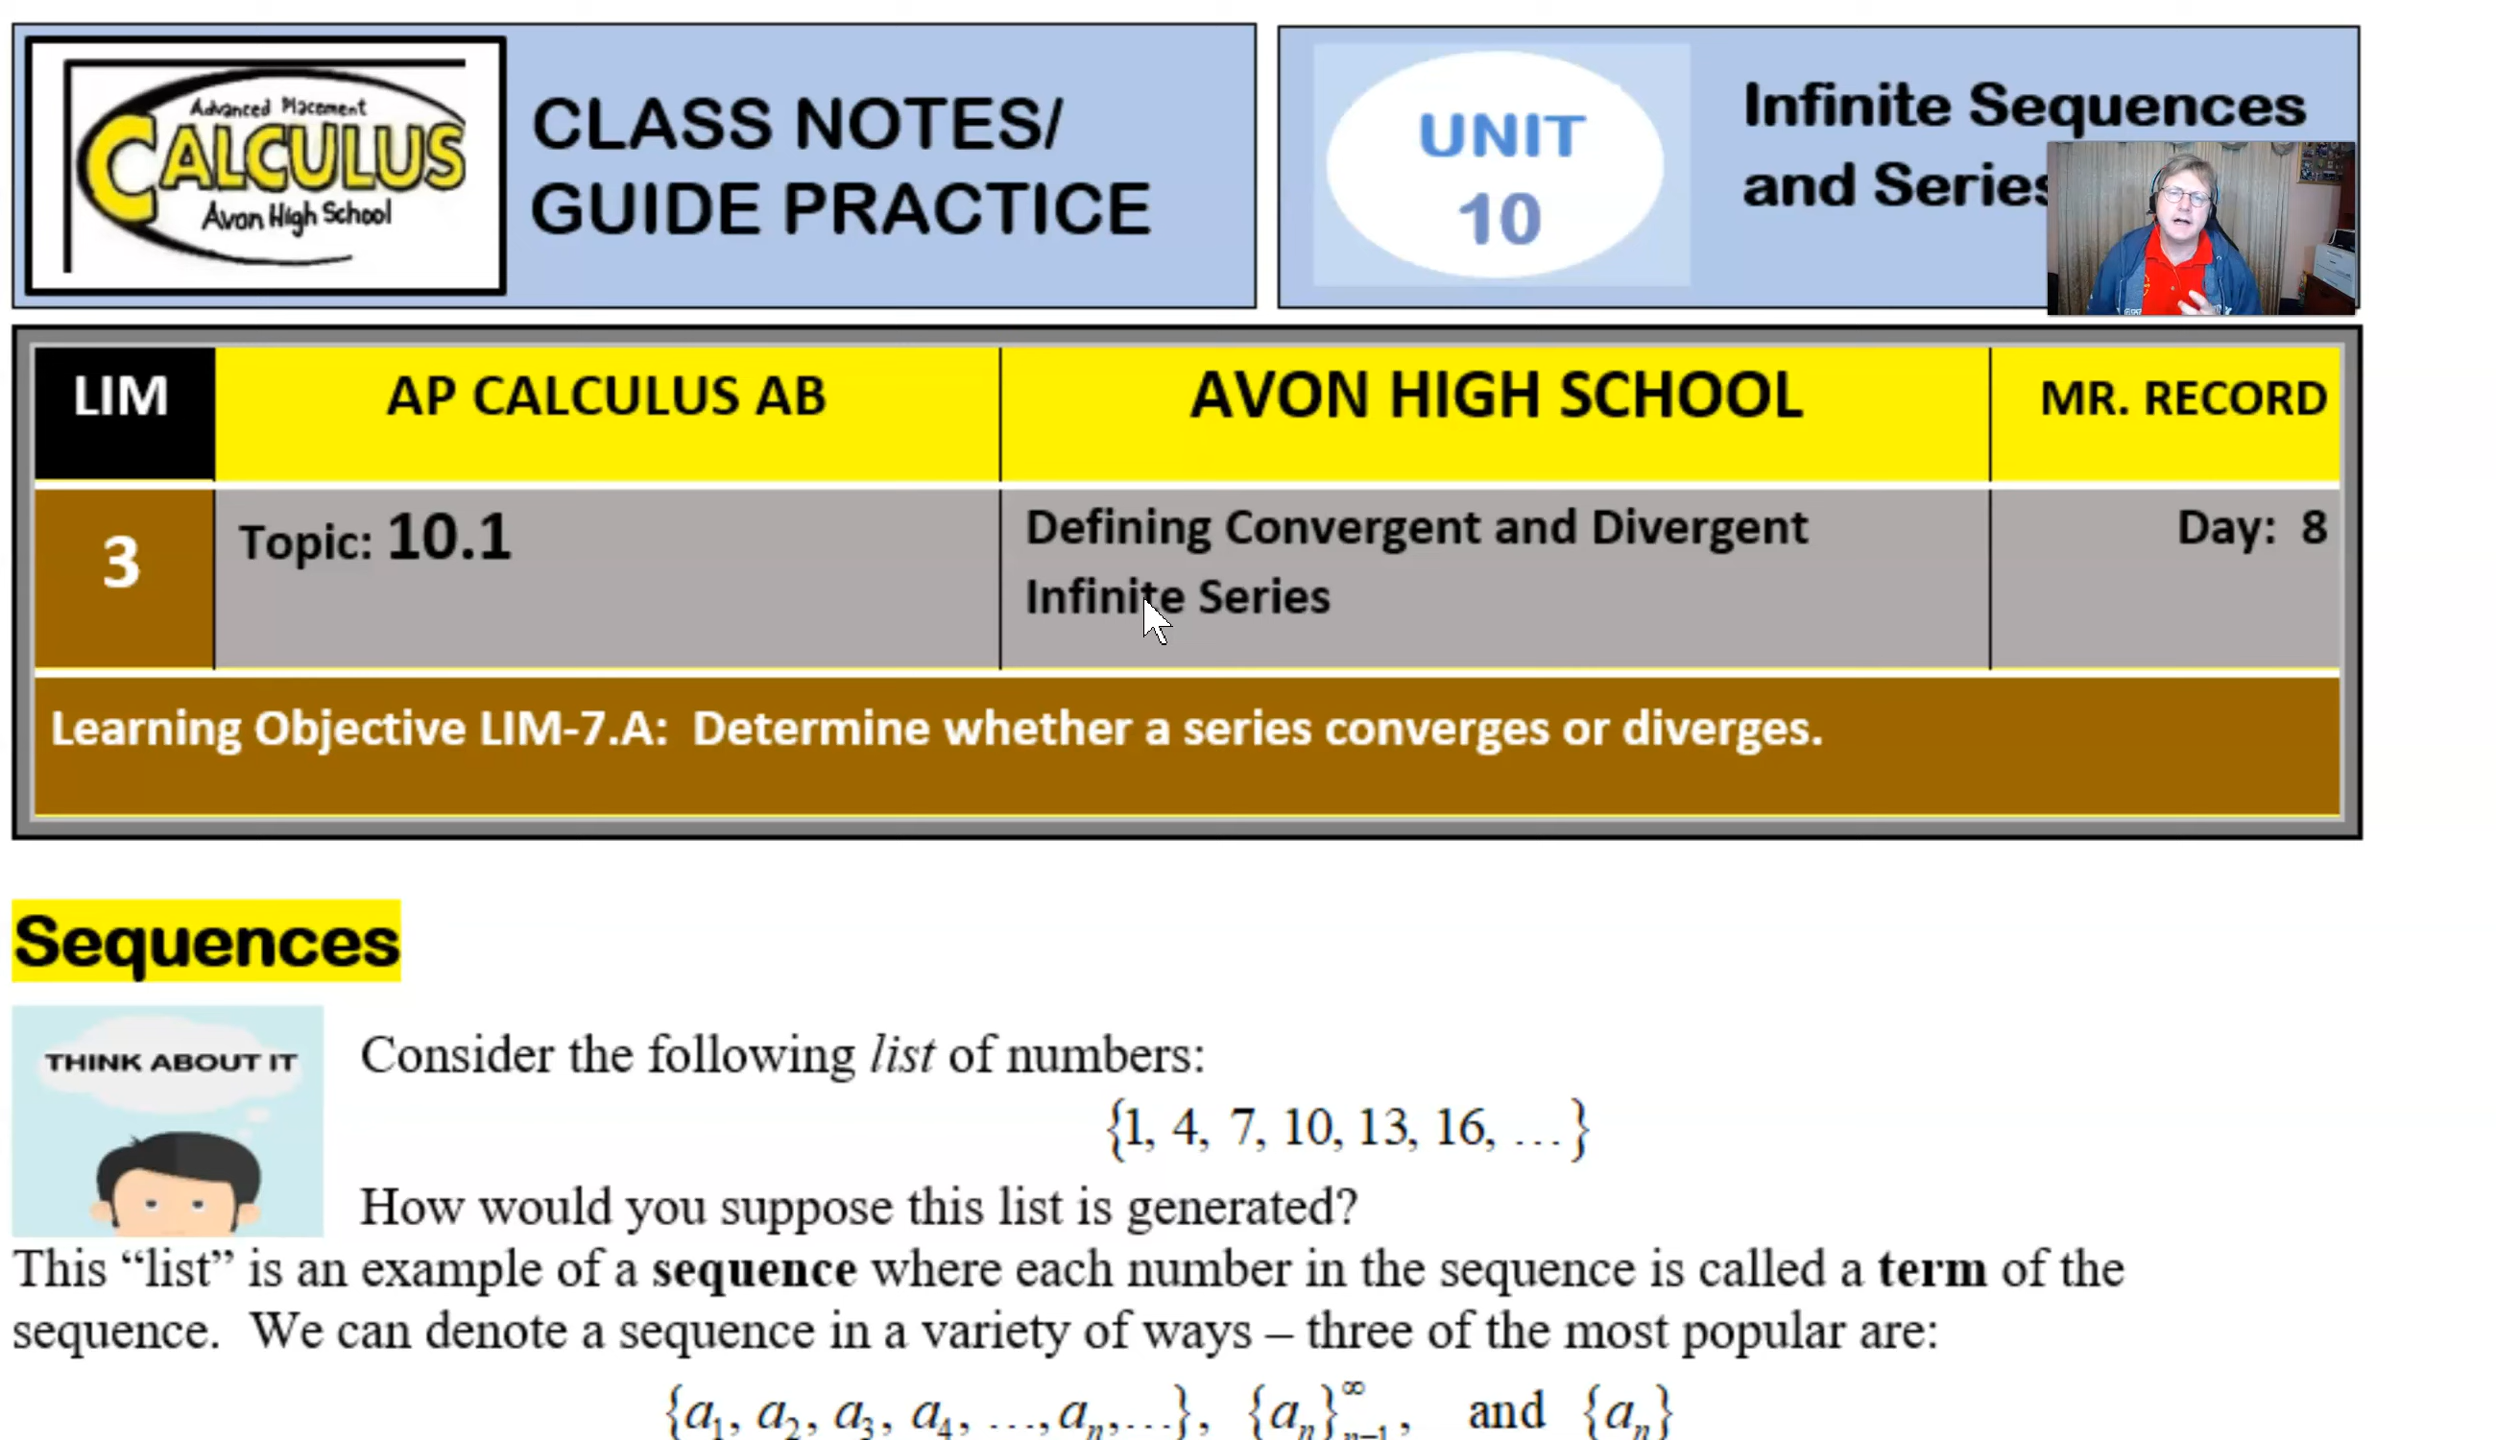 Advanced Placement
CALCULUS
Avon High School
CLASS NOTES/
GUIDE PRACTICE
UNIT
10
Infinite Sequences
and Series
LIM
AP CALCULUS AB
AVON HIGH SCHOOL
MR. RECORD
3
Topic: 10.1
Defining Convergent and Divergent
Infinite Series
Day: 8
Learning Objective LIM-7.A: Determine whether a series converges or diverges.
Sequences
THINK ABOUT IT
Consider the following list of numbers:
{1, 4, 7, 10, 13, 16, …}
How would you suppose this list is generated?
This “list” is an example of a sequence where each number in the sequence is called a term of the
sequence. We can denote a sequence in a variety of ways – three of the most popular are:
{a₁, a₂, a₃, a₄, …, aₙ,…}, {aₙ}ₙ₌₁^∞, and {aₙ}